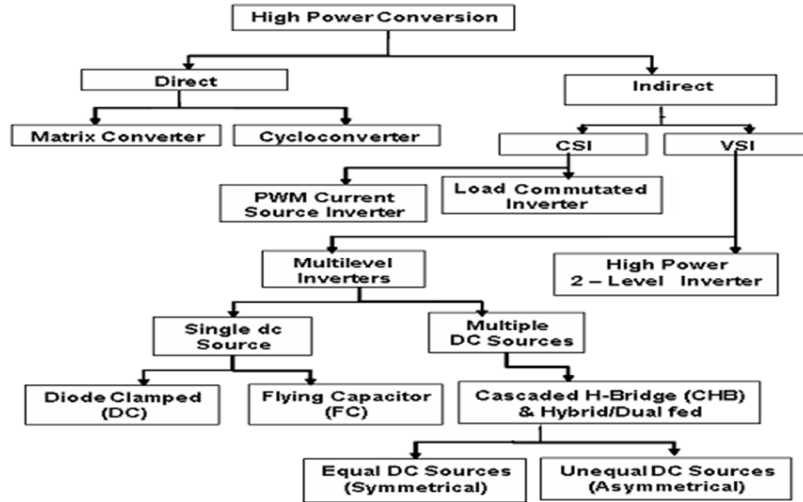 High Power Conversion
Direct
Indirect
Matrix Converter
Cycloconverter
CSI
VSI
PWM Current
Source Inverter
Load Commutated
Inverter
Multilevel
Inverters
High Power
2 – Level Inverter
Single dc
Source
Multiple
DC Sources
Diode Clamped
(DC)
Flying Capacitor
(FC)
Cascaded H-Bridge (CHB)
& Hybrid/Dual fed
Equal DC Sources
(Symmetrical)
Unequal DC Sources
(Asymmetrical)